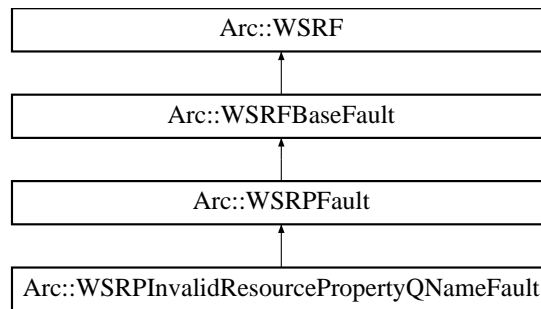 Arc::WSRF
Arc::WSRFBaseFault
Arc::WSRPFault
Arc::WSRPInvalidResourcePropertyQNameFault